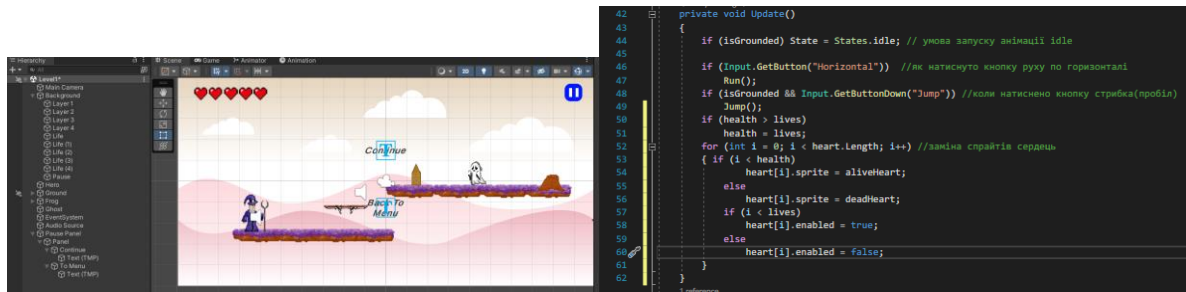 Hierarchy
All
Level1*
Main Camera
Background
Layer1
Layer 2
Layer 3
Layer 4
Life
Life (1)
Life (2)
Life (3)
Life (4)
Pause
Hero
Ground
Frog
Ghost
EventSystem
Audio Source
Pause Panel
Panel
Continue
Text (TMP)
To Menu
Text (TMP)
Scene Game Animator Animation
2D
Continue
Back To
Menu
42 private void Update()
43 {
44 if (isGrounded) State = States.idle; // умова запуску анімації idle
45
46 if (Input.GetButton("Horizontal")) //як натиснуто кнопку руху по горизонталі
47 Run();
48 if (isGrounded && Input.GetButtonDown("Jump")) //коли натиснено кнопку стрибка(пробіл)
49 Jump();
50 if (health > lives)
51 health = lives;
52 for (int i = 0; i < heart.Length; i++) //заміна спрайтів сердець
53 { if (i < health)
54 heart[i].sprite = aliveHeart;
55 else
56 heart[i].sprite = deadHeart;
57 if (i < lives)
58 heart[i].enabled = true;
59 else
60 heart[i].enabled = false;
61 }
62 }
1 reference